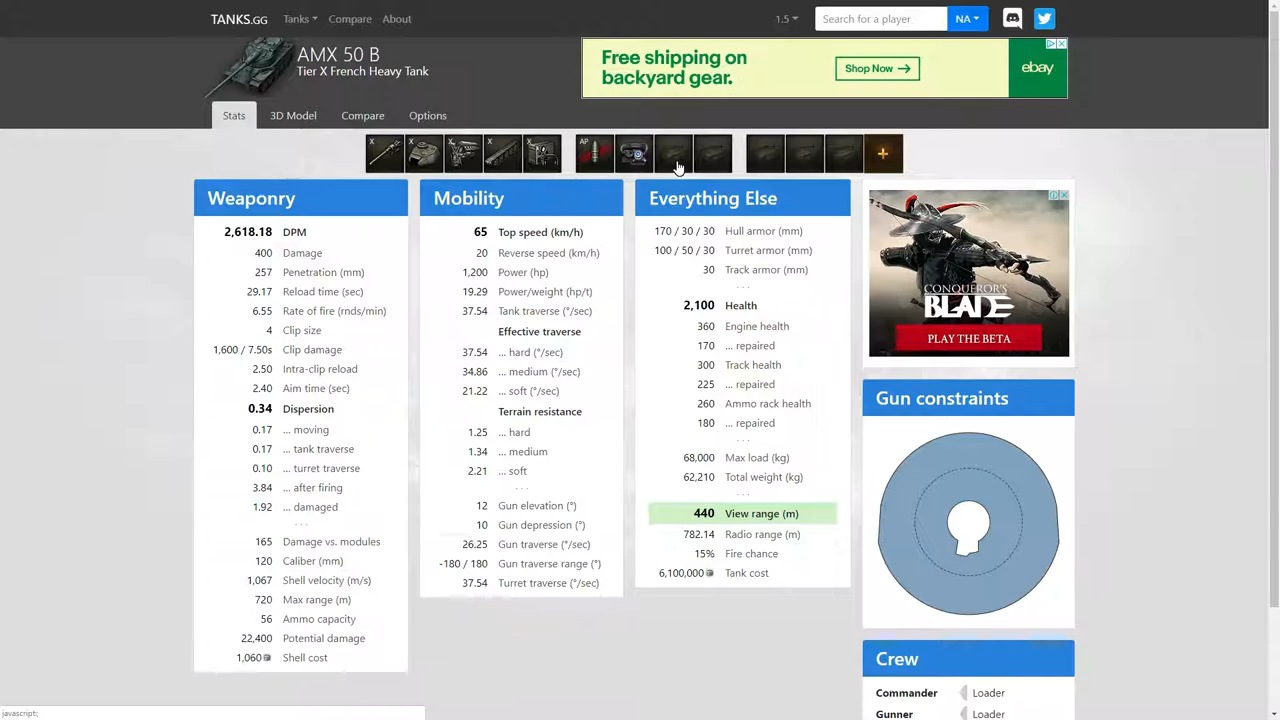 TANKS.GG Tanks Compare About 1.5 Search for a player NA
AMX 50 B
Tier X French Heavy Tank
Free shipping on
backyard gear.
Shop Now →
ebay
Stats 3D Model Compare Options
X X X X X AP +
Weaponry
2,618.18 DPM
400 Damage
257 Penetration (mm)
29.17 Reload time (sec)
6.55 Rate of fire (rnds/min)
4 Clip size
1,600 / 7.50s Clip damage
2.50 Intra-clip reload
2.40 Aim time (sec)
0.34 Dispersion
0.17 ... moving
0.17 ... tank traverse
0.10 ... turret traverse
3.84 ... after firing
1.92 ... damaged
. . .
165 Damage vs. modules
120 Caliber (mm)
1,067 Shell velocity (m/s)
720 Max range (m)
56 Ammo capacity
22,400 Potential damage
1,060 Shell cost
Mobility
65 Top speed (km/h)
20 Reverse speed (km/h)
1,200 Power (hp)
19.29 Power/weight (hp/t)
37.54 Tank traverse (°/sec)
Effective traverse
37.54 ... hard (°/sec)
34.86 ... medium (°/sec)
21.22 ... soft (°/sec)
Terrain resistance
1.25 ... hard
1.34 ... medium
2.21 ... soft
. . .
12 Gun elevation (°)
10 Gun depression (°)
26.25 Gun traverse (°/sec)
-180 / 180 Gun traverse range (°)
37.54 Turret traverse (°/sec)
Everything Else
170 / 30 / 30 Hull armor (mm)
100 / 50 / 30 Turret armor (mm)
30 Track armor (mm)
. . .
2,100 Health
360 Engine health
170 ... repaired
300 Track health
225 ... repaired
260 Ammo rack health
180 ... repaired
. . .
68,000 Max load (kg)
62,210 Total weight (kg)
. . .
440 View range (m)
782.14 Radio range (m)
15% Fire chance
6,100,000 Tank cost
CONQUEROR'S
BLADE
PLAY THE BETA
Gun constraints
Crew
Commander Loader
Gunner Loader
javascript:;